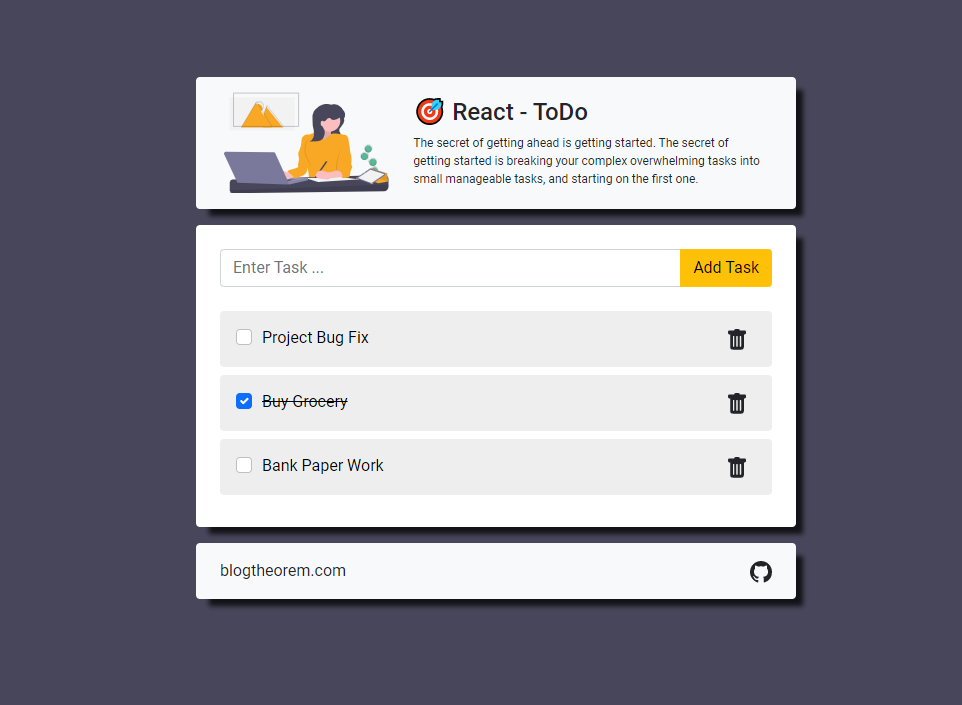 React - ToDo
The secret of getting ahead is getting started. The secret of
getting started is breaking your complex overwhelming tasks into
small manageable tasks, and starting on the first one.
Enter Task ...
Add Task
Project Bug Fix
Buy Grocery
Bank Paper Work
blogtheorem.com